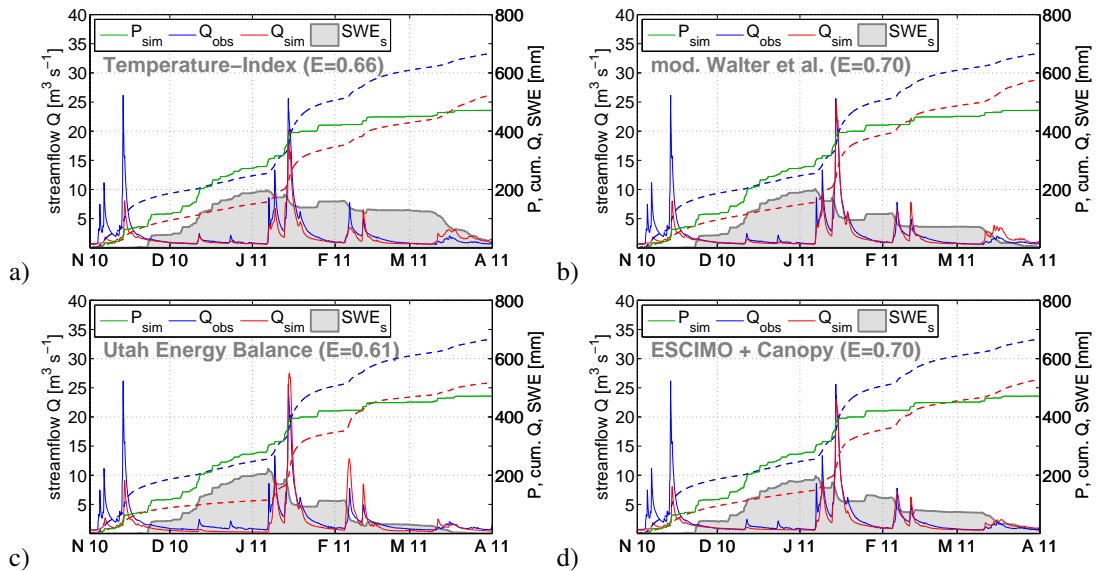 40 35 30 25 20 15 10 5
800 600 400 200
streamflow Q [m³ s⁻¹]
P, cum. Q, SWE [mm]
P_sim Q_obs Q_sim SWE_s
Temperature−Index (E=0.66)
N 10 D 10 J 11 F 11 M 11 A 11
a)
40 35 30 25 20 15 10 5
800 600 400 200
streamflow Q [m³ s⁻¹]
P, cum. Q, SWE [mm]
P_sim Q_obs Q_sim SWE_s
mod. Walter et al. (E=0.70)
N 10 D 10 J 11 F 11 M 11 A 11
b)
40 35 30 25 20 15 10 5
800 600 400 200
streamflow Q [m³ s⁻¹]
P, cum. Q, SWE [mm]
P_sim Q_obs Q_sim SWE_s
Utah Energy Balance (E=0.61)
N 10 D 10 J 11 F 11 M 11 A 11
c)
40 35 30 25 20 15 10 5
800 600 400 200
streamflow Q [m³ s⁻¹]
P, cum. Q, SWE [mm]
P_sim Q_obs Q_sim SWE_s
ESCIMO + Canopy (E=0.70)
N 10 D 10 J 11 F 11 M 11 A 11
d)